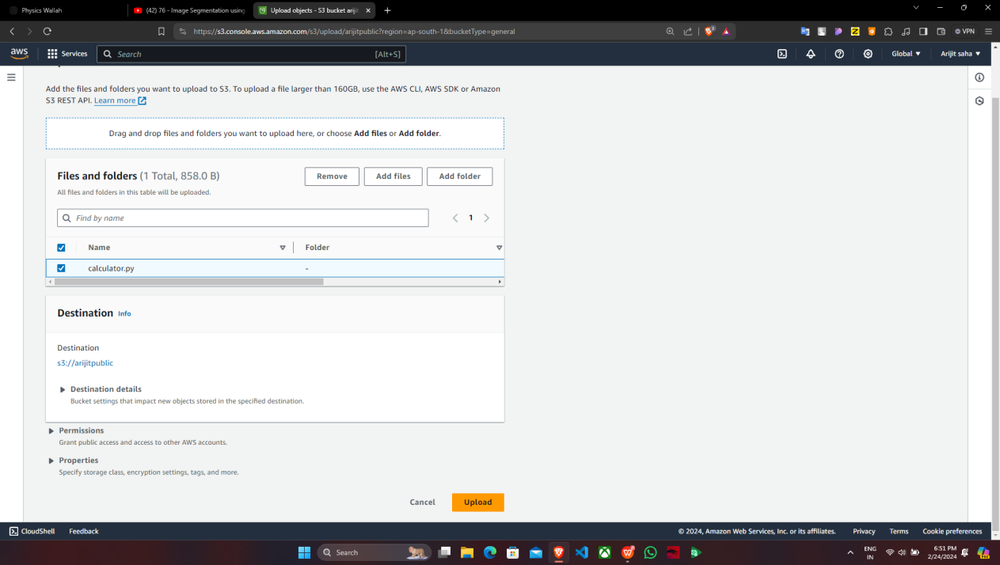 Physics Wallah
(42) 76 - Image Segmentation using
Upload objects - S3 bucket arijit
https://s3.console.aws.amazon.com/s3/upload/arijitpublic?region=ap-south-1&bucketType=general
VPN
aws
Services
Search
[Alt+S]
Global
Arijit saha
Add the files and folders you want to upload to S3. To upload a file larger than 160GB, use the AWS CLI, AWS SDK or Amazon
S3 REST API. Learn more
Drag and drop files and folders you want to upload here, or choose Add files or Add folder.
Files and folders (1 Total, 858.0 B)
Remove
Add files
Add folder
All files and folders in this table will be uploaded.
Find by name
1
Name
Folder
calculator.py
-
Destination Info
Destination
s3://arijitpublic
Destination details
Bucket settings that impact new objects stored in the specified destination.
Permissions
Grant public access and access to other AWS accounts.
Properties
Specify storage class, encryption settings, tags, and more.
Cancel
Upload
CloudShell
Feedback
© 2024, Amazon Web Services, Inc. or its affiliates.
Privacy
Terms
Cookie preferences
Search
ENG
IN
6:51 PM
2/24/2024